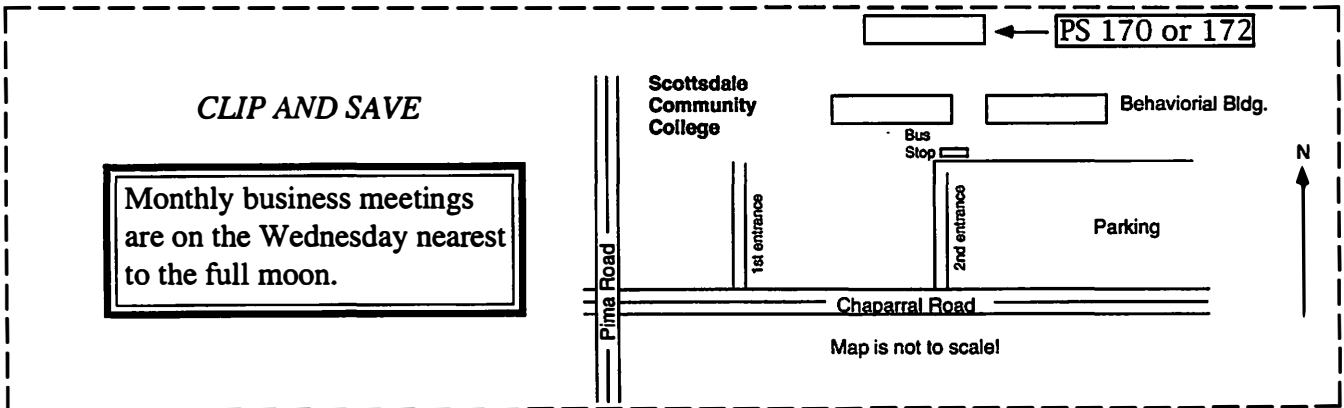 PS 170 or 172
CLIP AND SAVE
Monthly business meetings
are on the Wednesday nearest
to the full moon.
Scottsdale
Community
College
Behaviorial Bldg.
Bus
Stop
N
1st entrance
2nd entrance
Parking
Pima Road
Chaparral Road
Map is not to scale!